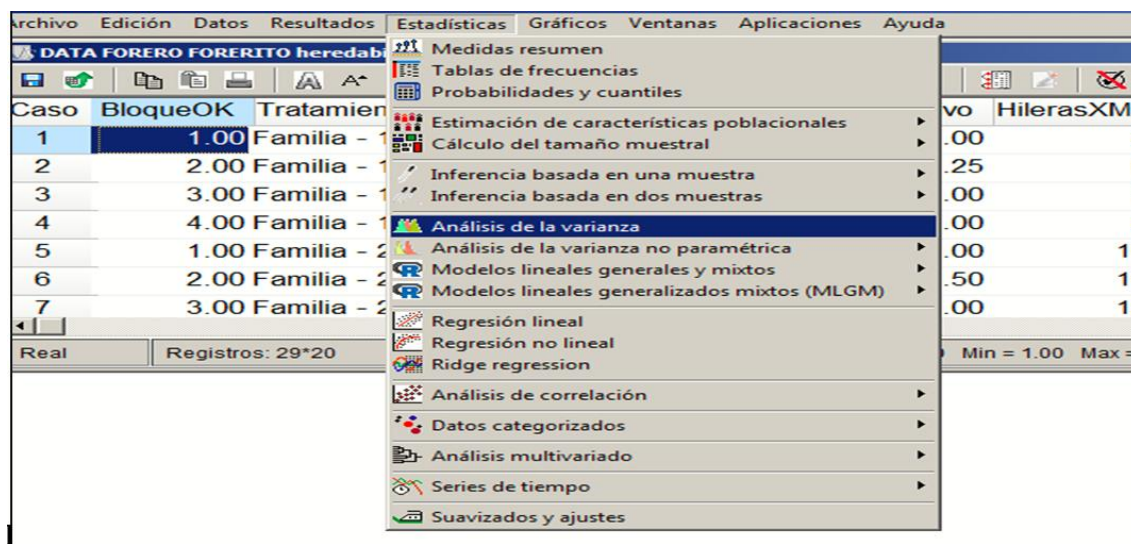 Archivo Edición Datos Resultados Estadísticas Gráficos Ventanas Aplicaciones Ayuda
DATA FORERO FORERITO heredabi
Caso BloqueOK Tratamien vo HilerasXM
1 1.00 Familia - 1 .00
2 2.00 Familia - 1 .25
3 3.00 Familia - 1 .00
4 4.00 Familia - 1 .00
5 1.00 Familia - 2 .00 1
6 2.00 Familia - 2 .50 1
7 3.00 Familia - 2 .00 1
Real Registros: 29*20 Min = 1.00 Max =
Medidas resumen
Tablas de frecuencias
Probabilidades y cuantiles
Estimación de características poblacionales
Cálculo del tamaño muestral
Inferencia basada en una muestra
Inferencia basada en dos muestras
Análisis de la varianza
Análisis de la varianza no paramétrica
Modelos lineales generales y mixtos
Modelos lineales generalizados mixtos (MLGM)
Regresión lineal
Regresión no lineal
Ridge regression
Análisis de correlación
Datos categorizados
Análisis multivariado
Series de tiempo
Suavizados y ajustes